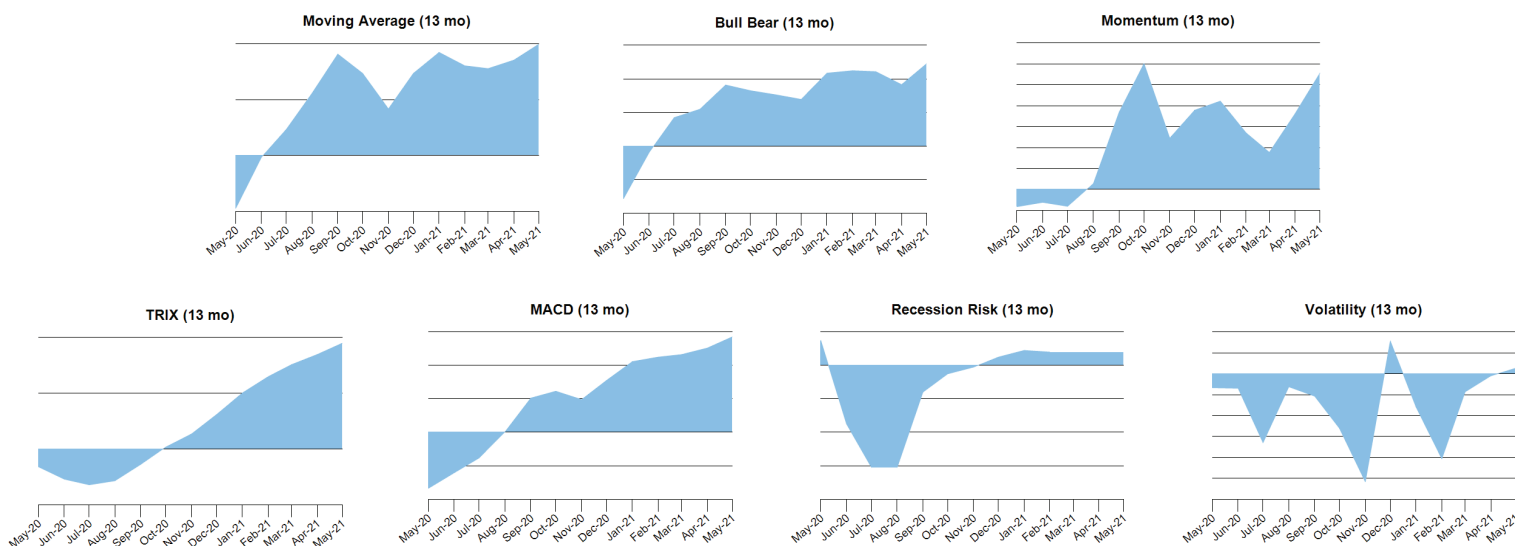 Moving Average (13 mo)
May-20
Jun-20
Jul-20
Aug-20
Sep-20
Oct-20
Nov-20
Dec-20
Jan-21
Feb-21
Mar-21
Apr-21
May-21
Bull Bear (13 mo)
May-20
Jun-20
Jul-20
Aug-20
Sep-20
Oct-20
Nov-20
Dec-20
Jan-21
Feb-21
Mar-21
Apr-21
May-21
Momentum (13 mo)
May-20
Jun-20
Jul-20
Aug-20
Sep-20
Oct-20
Nov-20
Dec-20
Jan-21
Feb-21
Mar-21
Apr-21
May-21
TRIX (13 mo)
May-20
Jun-20
Jul-20
Aug-20
Sep-20
Oct-20
Nov-20
Dec-20
Jan-21
Feb-21
Mar-21
Apr-21
May-21
MACD (13 mo)
May-20
Jun-20
Jul-20
Aug-20
Sep-20
Oct-20
Nov-20
Dec-20
Jan-21
Feb-21
Mar-21
Apr-21
May-21
Recession Risk (13 mo)
May-20
Jun-20
Jul-20
Aug-20
Sep-20
Oct-20
Nov-20
Dec-20
Jan-21
Feb-21
Mar-21
Apr-21
May-21
Volatility (13 mo)
May-20
Jun-20
Jul-20
Aug-20
Sep-20
Oct-20
Nov-20
Dec-20
Jan-21
Feb-21
Mar-21
Apr-21
May-21